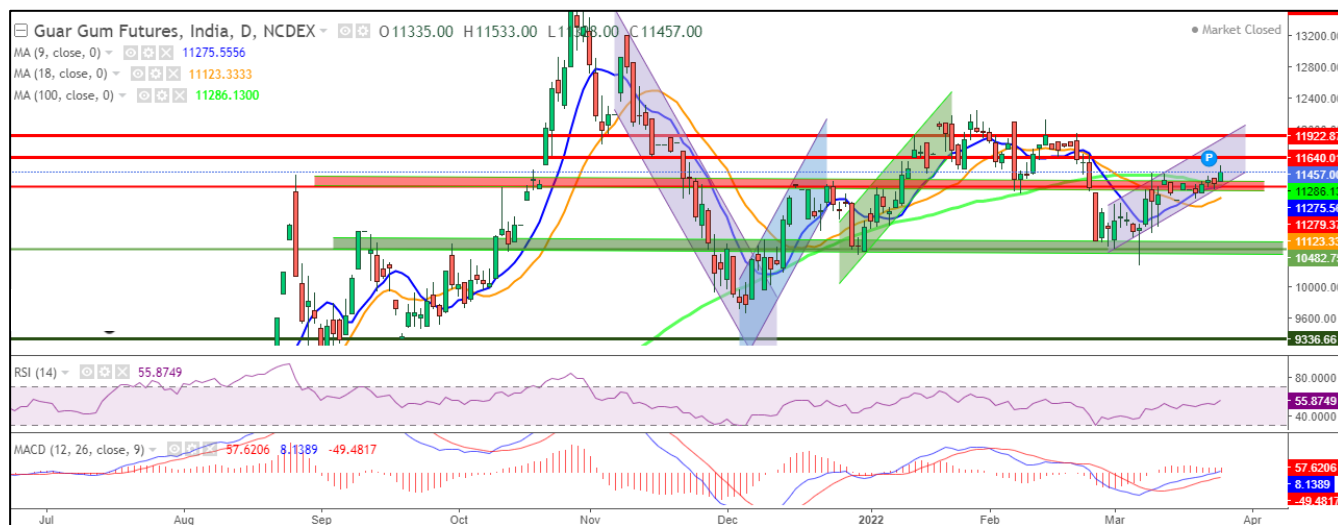 Guar Gum Futures, India, D, NCDEX O11335.00 H11533.00 C11457.00
Market Closed
MA (9, close, 0) 11275.5556
MA (18, close, 0) 11123.3333
MA (100, close, 0) 11286.1300
13200.00
12800.00
12400.00
11922.87
11640.01
P
11457.00
11286.13
11275.56
11279.37
11123.33
10482.75
10000.00
9600.00
9336.66
RSI (14) 55.8749
80.0000
55.8749
40.0000
MACD (12, 26, close, 9) 57.6206 8.1389 -49.4817
57.6206
8.1389
-49.4817
Jul Aug Sep Oct Nov Dec 2022 Feb Mar Apr